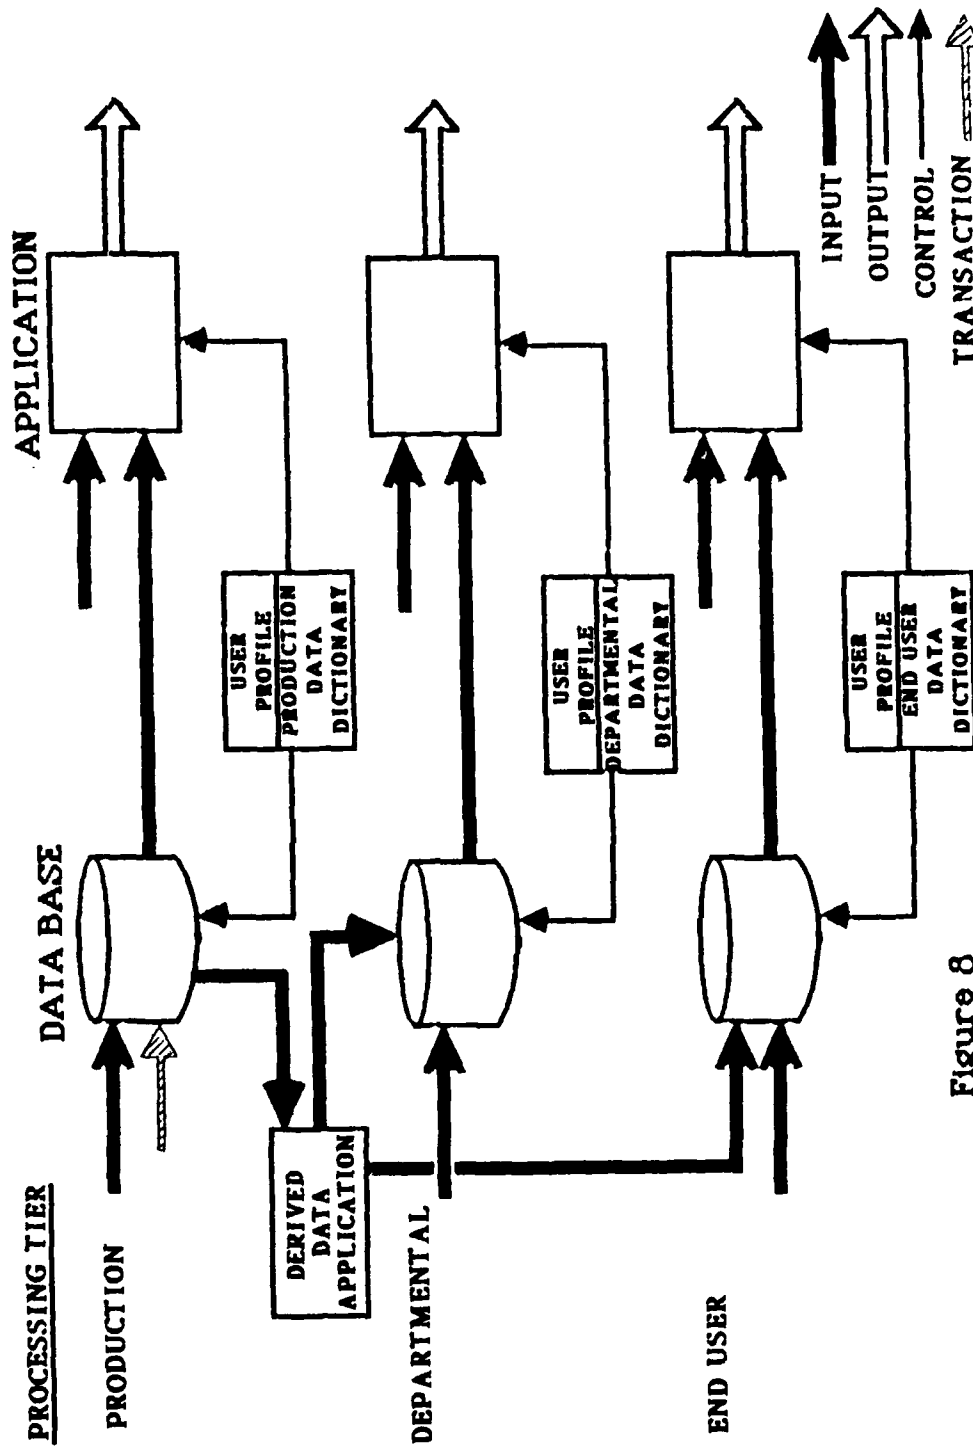 PROCESSING TIER
DATA BASE
APPLICATION
PRODUCTION
USER
PROFILE
PRODUCTION
DATA
DICTIONARY
DERIVED
DATA
APPLICATION
DEPARTMENTAL
USER
PROFILE
DEPARTMENTAL
DATA
DICTIONARY
END USER
USER
PROFILE
END USER
DATA
DICTIONARY
INPUT
OUTPUT
CONTROL
TRANSACTION
Figure 8